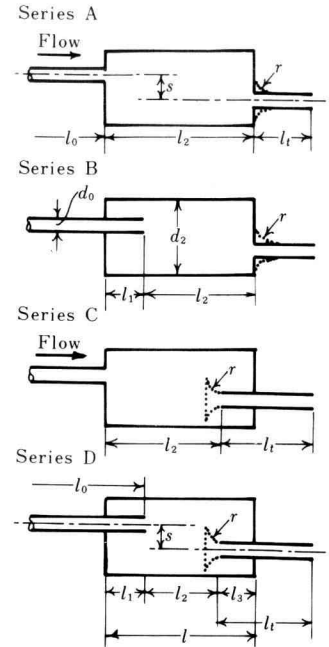 Series A
Flow
r
s
l₀ l₂ lₜ
Series B
d₀
r
d₂
l₁ l₂
Series C
Flow
r
l₂ lₜ
Series D
l₀
r
s
l₁ l₂ l₃
lₜ
l